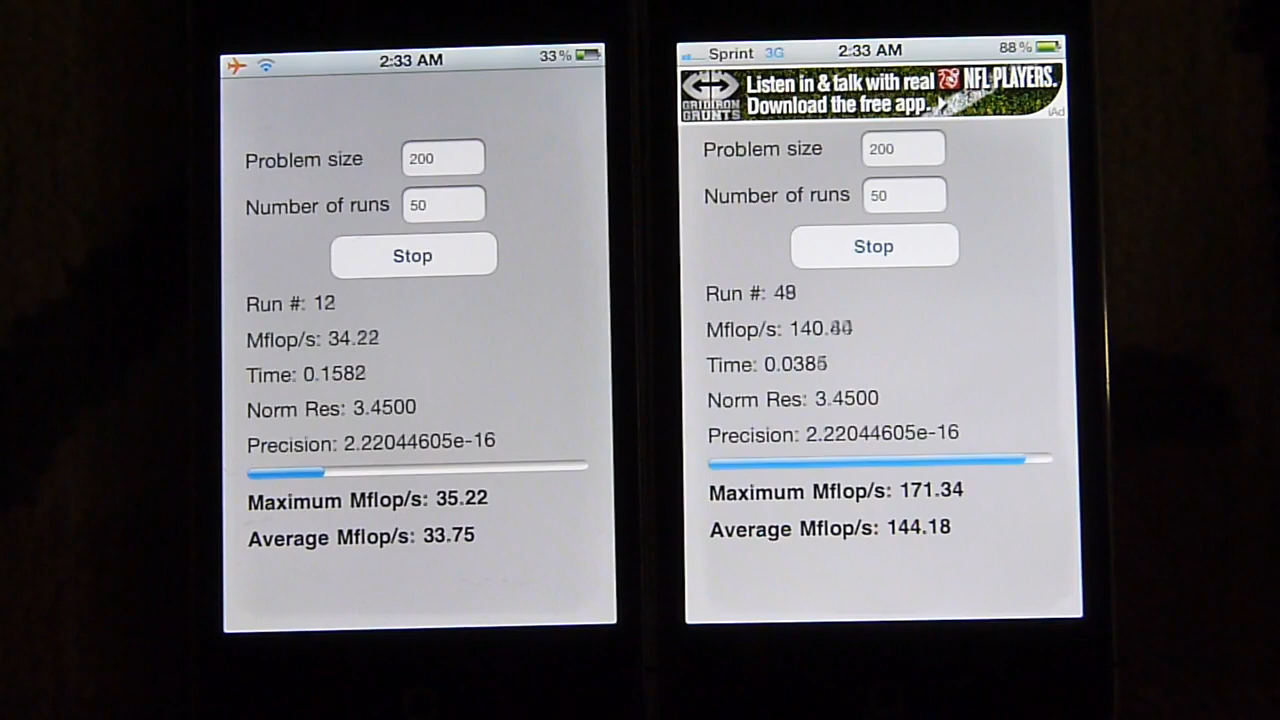 2:33 AM
33%
Problem size
200
Number of runs
50
Stop
Run #: 12
Mflop/s: 34.22
Time: 0.1582
Norm Res: 3.4500
Precision: 2.22044605e-16
Maximum Mflop/s: 35.22
Average Mflop/s: 33.75
Sprint 3G
2:33 AM
88%
GRIDIRON
GRUNTS
Listen in & talk with real NFL PLAYERS.
Download the free app.
iAd
Problem size
200
Number of runs
50
Stop
Run #: 48
Mflop/s:
Time:
Norm Res: 3.4500
Precision: 2.22044605e-16
Maximum Mflop/s: 171.34
Average Mflop/s: 144.18